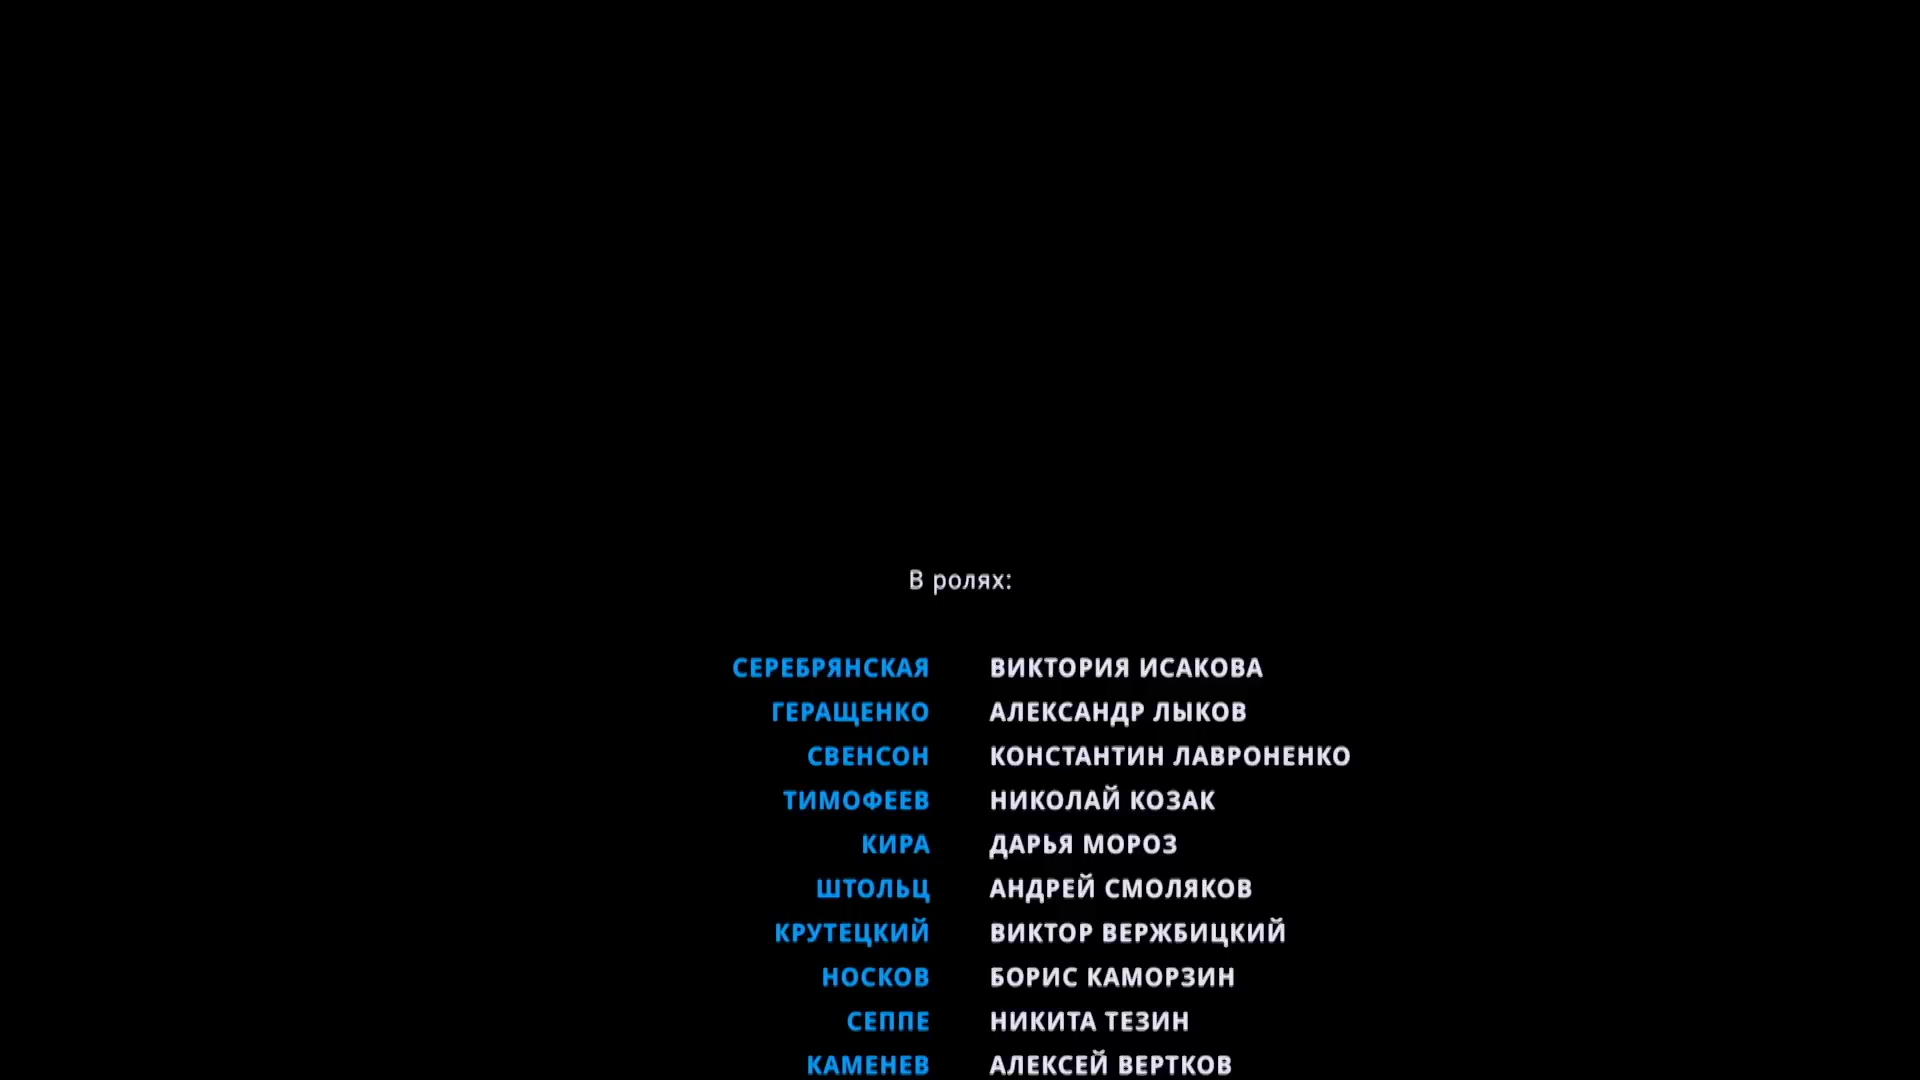 В ролях:
СЕРЕБРЯНСКАЯ ВИКТОРИЯ ИСАКОВА
ГЕРАЩЕНКО АЛЕКСАНДР ЛЫКОВ
СВЕНСОН КОНСТАНТИН ЛАВРОНЕНКО
ТИМОФЕЕВ НИКОЛАЙ КОЗАК
КИРА ДАРЬЯ МОРОЗ
ШТОЛЬЦ АНДРЕЙ СМОЛЯКОВ
КРУТЕЦКИЙ ВИКТОР ВЕРЖБИЦКИЙ
НОСКОВ БОРИС КАМОРЗИН
СЕППЕ НИКИТА ТЕЗИН
КАМЕНЕВ АЛЕКСЕЙ ВЕРТКОВ